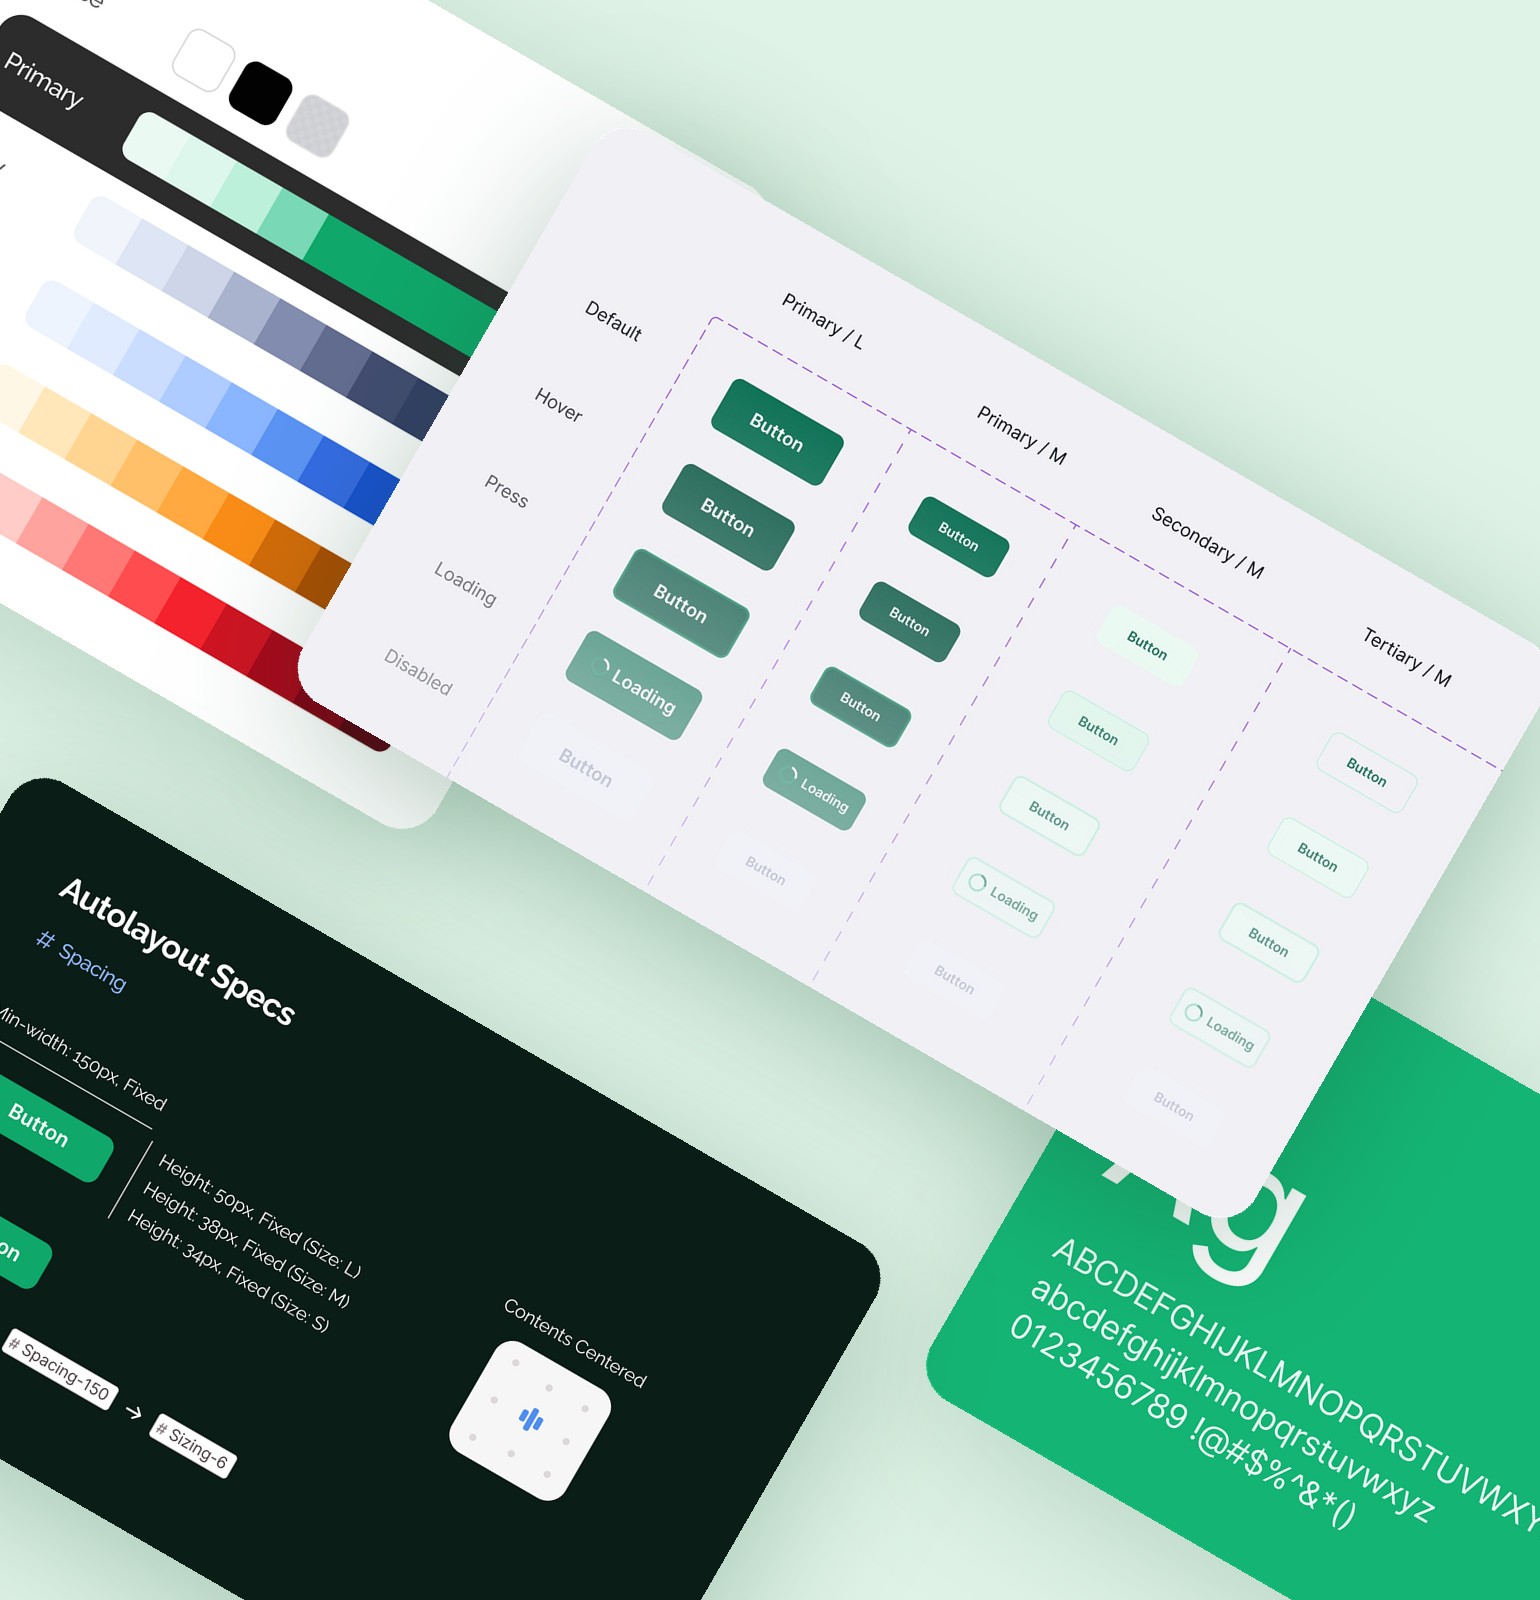 Primary
Primary / L
Primary / M
Secondary / M
Tertiary / M
Default
Hover
Press
Loading
Disabled
Button
Button
Button
Loading
Button
Button
Button
Button
Loading
Button
Button
Button
Button
Loading
Button
Button
Button
Button
Loading
Button
Autolayout Specs
# Spacing
Min-width: 150px, Fixed
Button
Height: 50px, Fixed (Size: L)
Height: 38px, Fixed (Size: M)
Height: 34px, Fixed (Size: S)
# Spacing-150
→
# Sizing-6
Contents Centered
Ag
ABCDEFGHIJKLMNOPQRSTUVWXY
abcdefghijklmnopqrstuvwxyz
0123456789 !@#$%^&*()